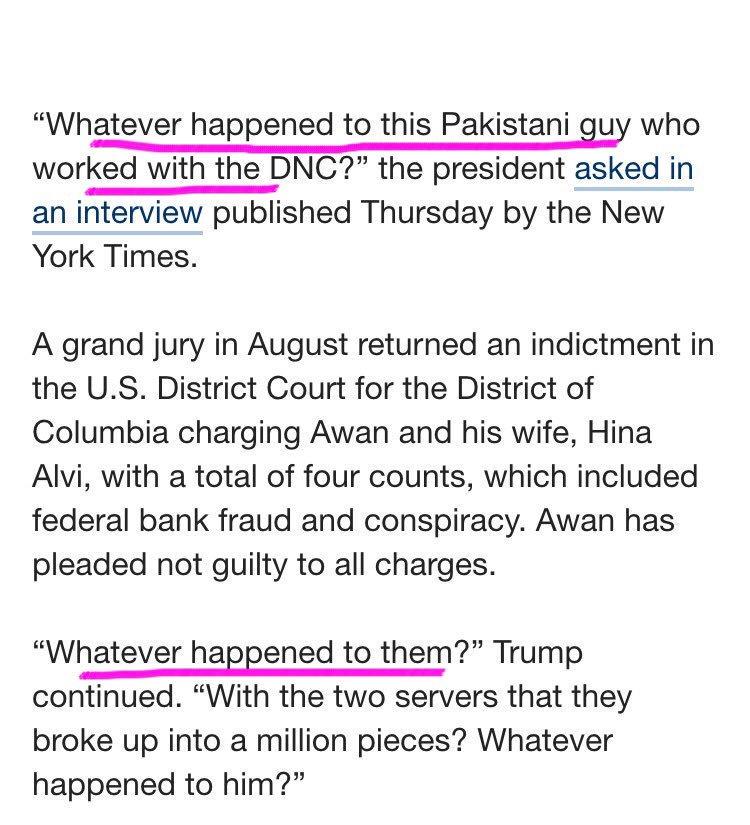 “Whatever happened to this Pakistani guy who
worked with the DNC?” the president asked in
an interview published Thursday by the New
York Times.
A grand jury in August returned an indictment in
the U.S. District Court for the District of
Columbia charging Awan and his wife, Hina
Alvi, with a total of four counts, which included
federal bank fraud and conspiracy. Awan has
pleaded not guilty to all charges.
“Whatever happened to them?” Trump
continued. “With the two servers that they
broke up into a million pieces? Whatever
happened to him?”